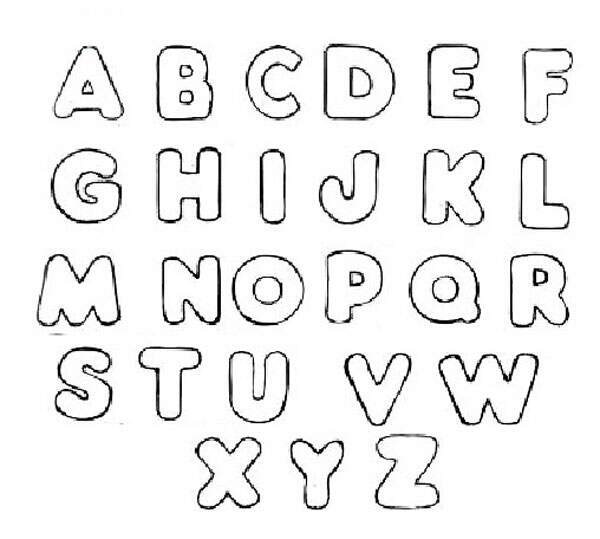 A B C D E F
G H I J K L
M N O P Q R
S T U V W
X Y Z